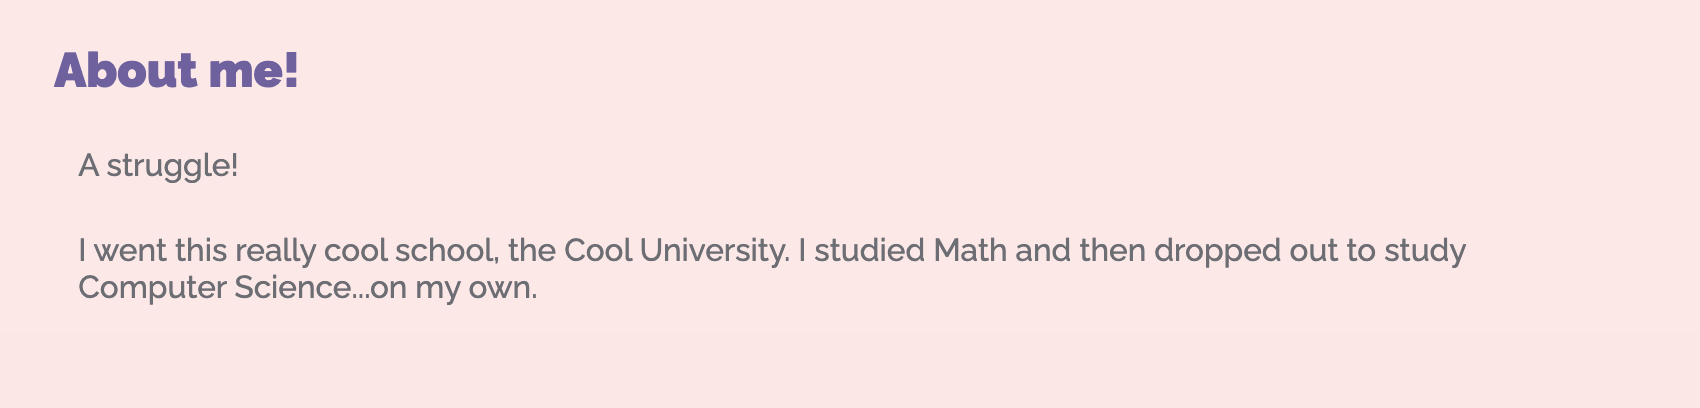 About me!
A struggle!
I went this really cool school, the Cool University. I studied Math and then dropped out to study
Computer Science...on my own.